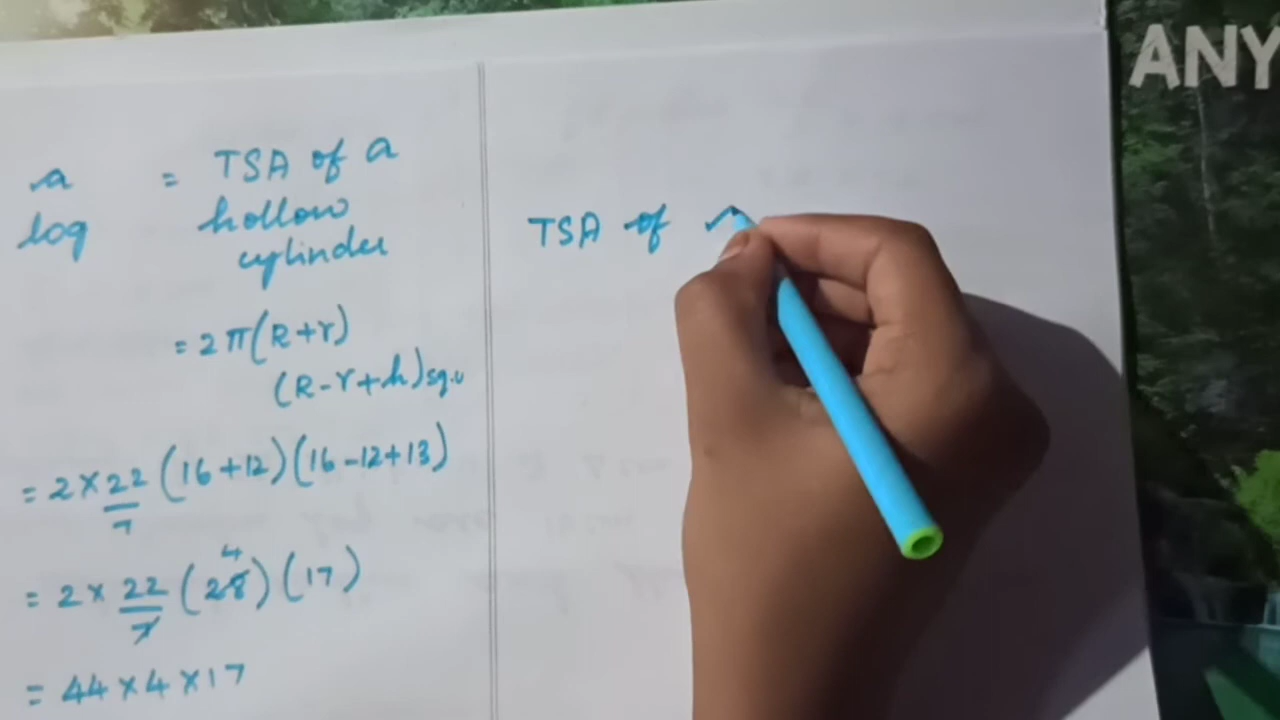 a = TSA of a
log hollow
cylinder
= 2π(R+r)
(R-r+h)sq.u
= 2 × 22/7 (16+12)(16-12+13)
= 2 × 22/7 (28)(17)
4
= 44 × 4 × 17
TSA of
ANY